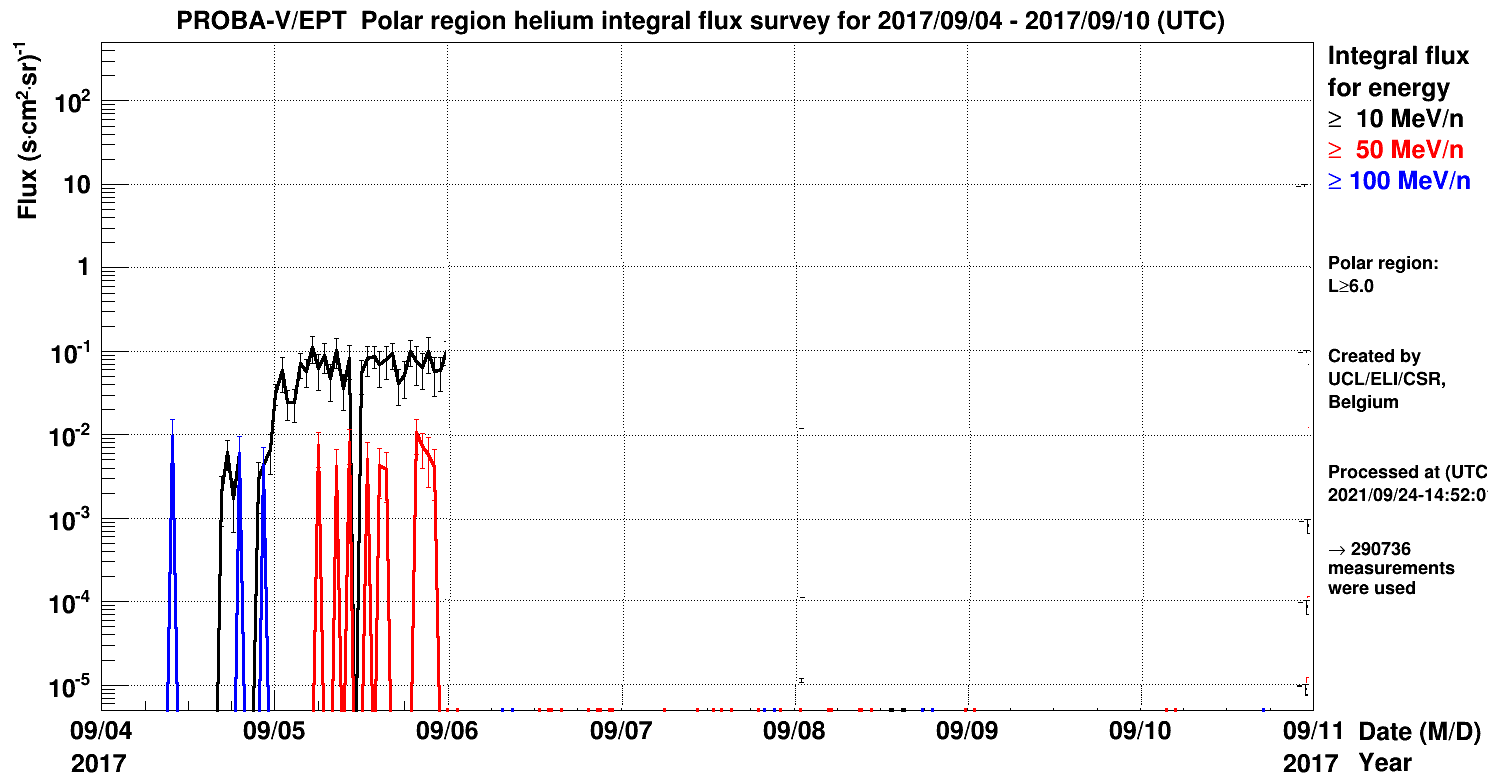 PROBA-V/EPT Polar region helium integral flux survey for 2017/09/04 - 2017/09/10 (UTC)
Flux (s·cm²·sr)⁻¹
10²
10
1
10⁻¹
10⁻²
10⁻³
10⁻⁴
10⁻⁵
09/04 09/05 09/06 09/07 09/08 09/09 09/10 09/11 Date (M/D)
2017 2017 Year
Integral flux
for energy
≥ 10 MeV/n
≥ 50 MeV/n
≥ 100 MeV/n
Polar region:
L≥6.0
Created by
UCL/ELI/CSR,
Belgium
Processed at (UTC
2021/09/24-14:52:0
→ 290736
measurements
were used